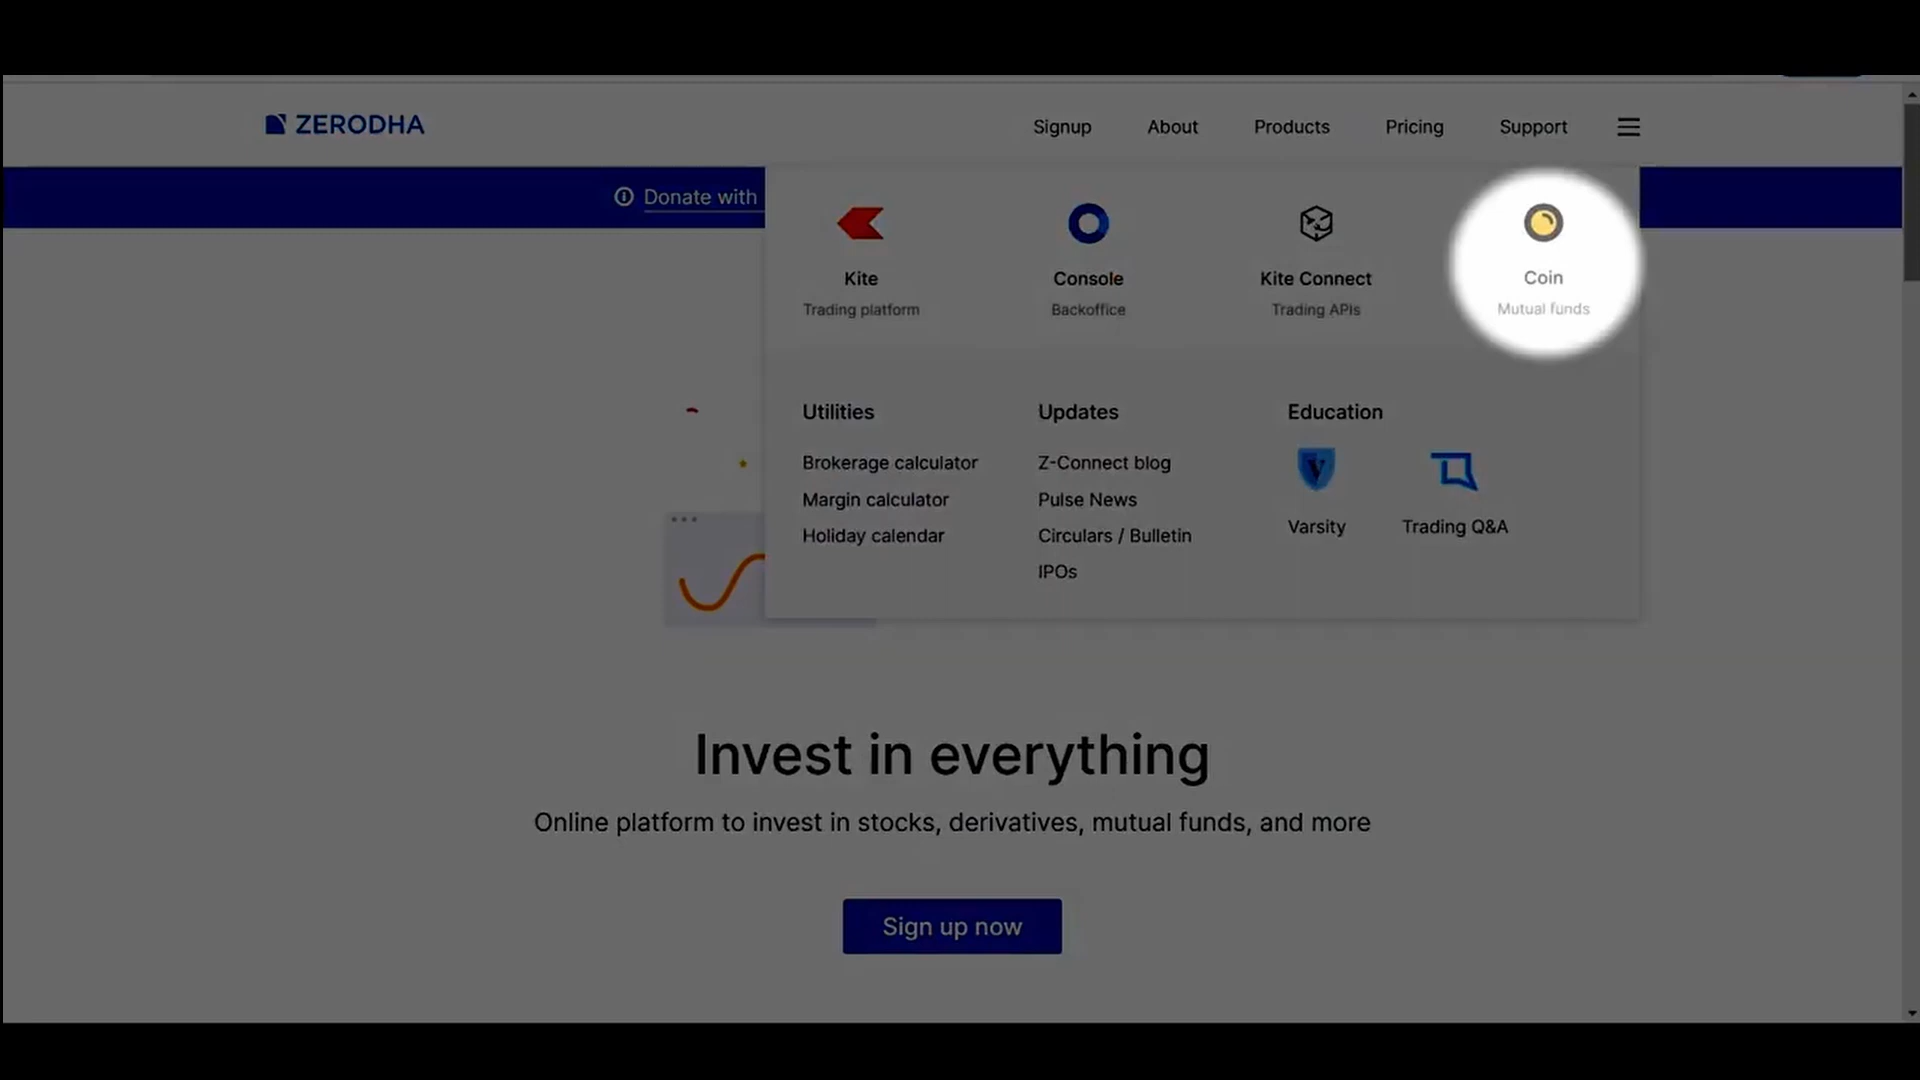 ZERODHA
Signup About Products Pricing Support
Donate with
Kite
Trading platform
Console
Backoffice
Kite Connect
Trading APIs
Coin
Mutual funds
Utilities
Brokerage calculator
Margin calculator
Holiday calendar
Updates
Z-Connect blog
Pulse News
Circulars / Bulletin
IPOs
Education
V
Varsity
Trading Q&A
Invest in everything
Online platform to invest in stocks, derivatives, mutual funds, and more
Sign up now